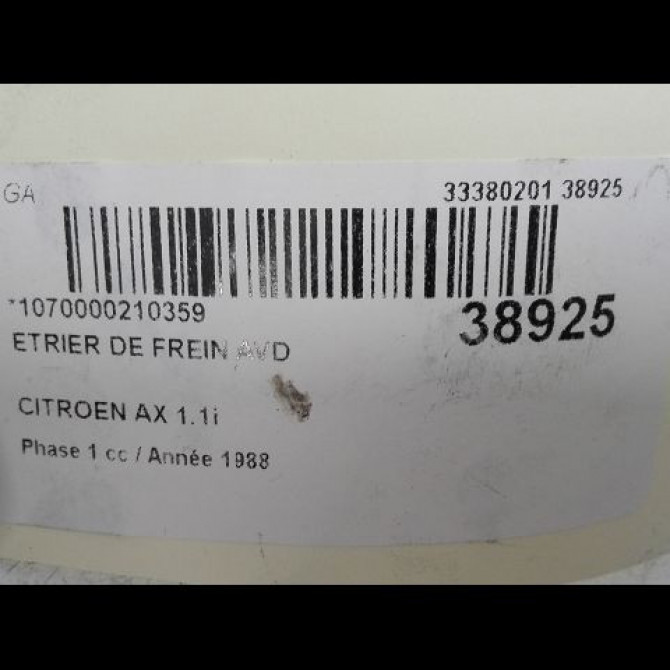 GA 33380201 38925
*1070000210359 38925
ETRIER DE FREIN AVD
CITROEN AX 1.1i
Phase 1 cc / Année 1988